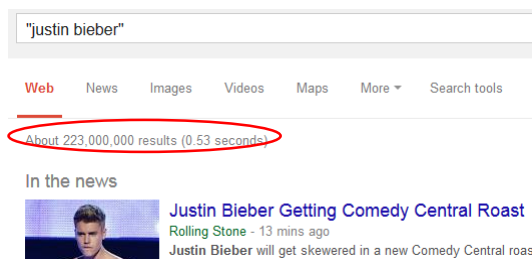 "justin bieber"
Web News Images Videos Maps More Search tools
About 223,000,000 results (0.53 seconds)
In the news
Justin Bieber Getting Comedy Central Roast
Rolling Stone - 13 mins ago
Justin Bieber will get skewered in a new Comedy Central roas